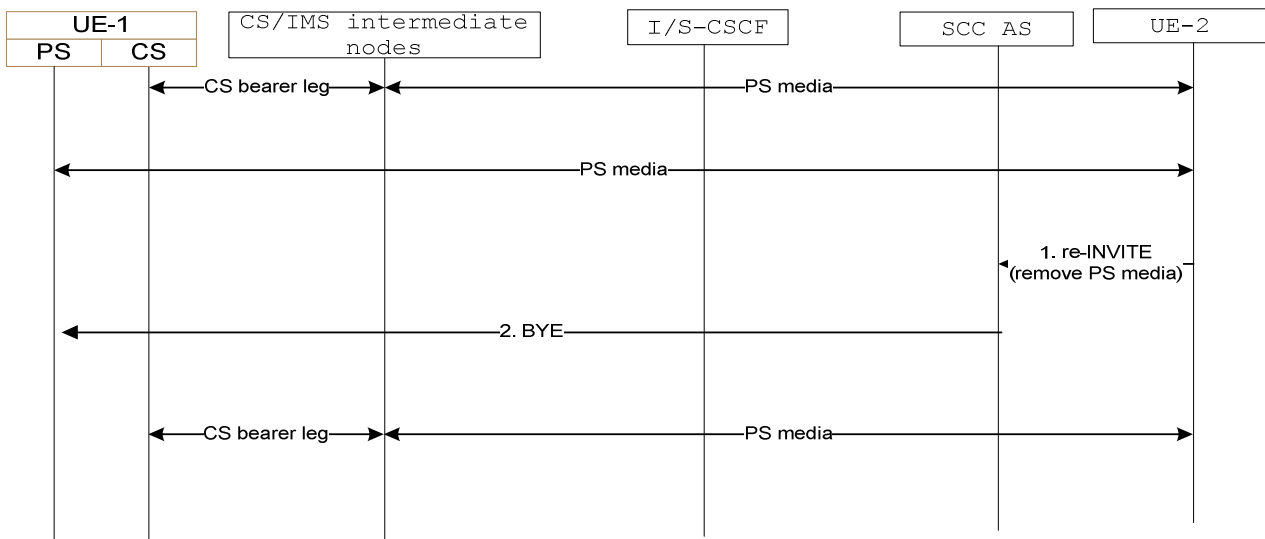 UE-1
PS
CS
CS/IMS intermediate
nodes
I/S-CSCF
SCC AS
UE-2
CS bearer leg
PS media
PS media
1. re-INVITE
(remove PS media)
2. BYE
CS bearer leg
PS media